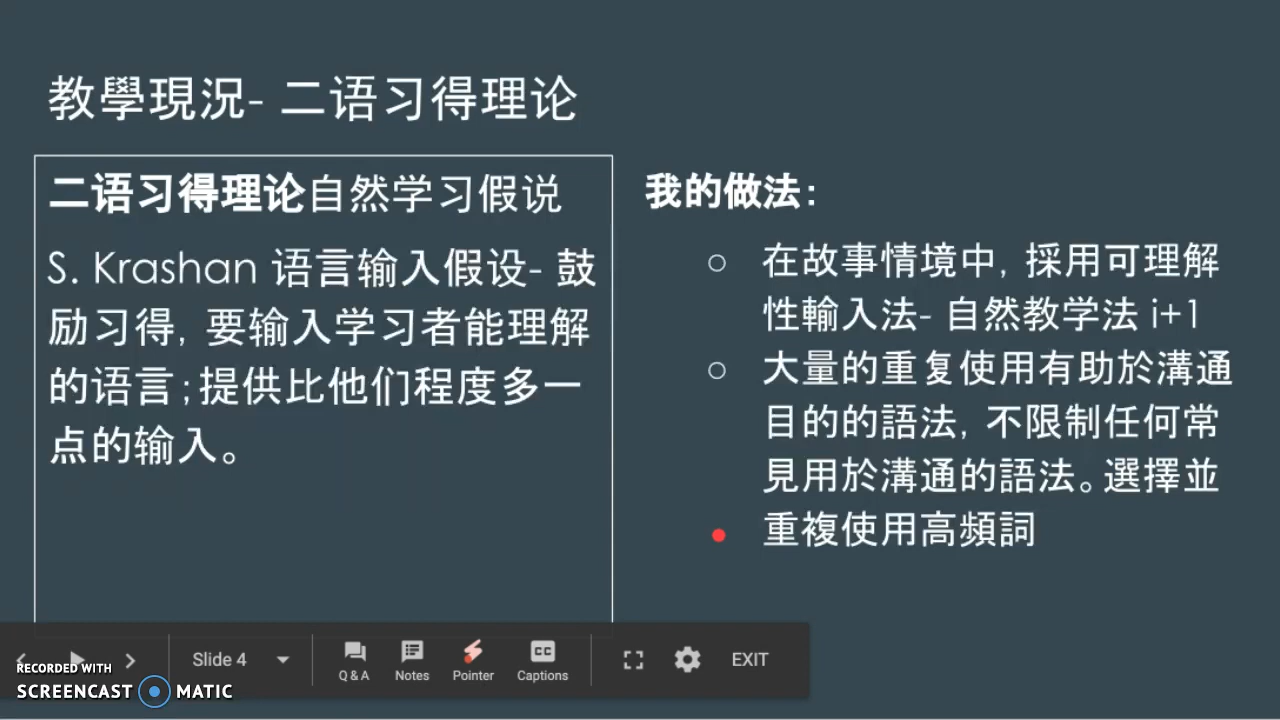 教學現況- 二语习得理论
二语习得理论自然学习假说
S. Krashan 语言输入假设- 鼓
励习得, 要输入学习者能理解
的语言;提供比他们程度多一
点的输入。
我的做法:
○ 在故事情境中, 採用可理解
性輸入法- 自然教学法 i+1
○ 大量的重复使用有助於溝通
目的的語法, 不限制任何常
見用於溝通的語法。選擇並
重複使用高頻詞
Slide 4
Q & A
Notes
Pointer
CC
Captions
EXIT
RECORDED WITH
SCREENCAST MATIC